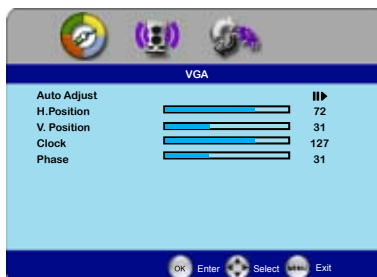 VGA
Auto Adjust
H.Position 72
V. Position 31
Clock 127
Phase 31
OK Enter Select MENU Exit